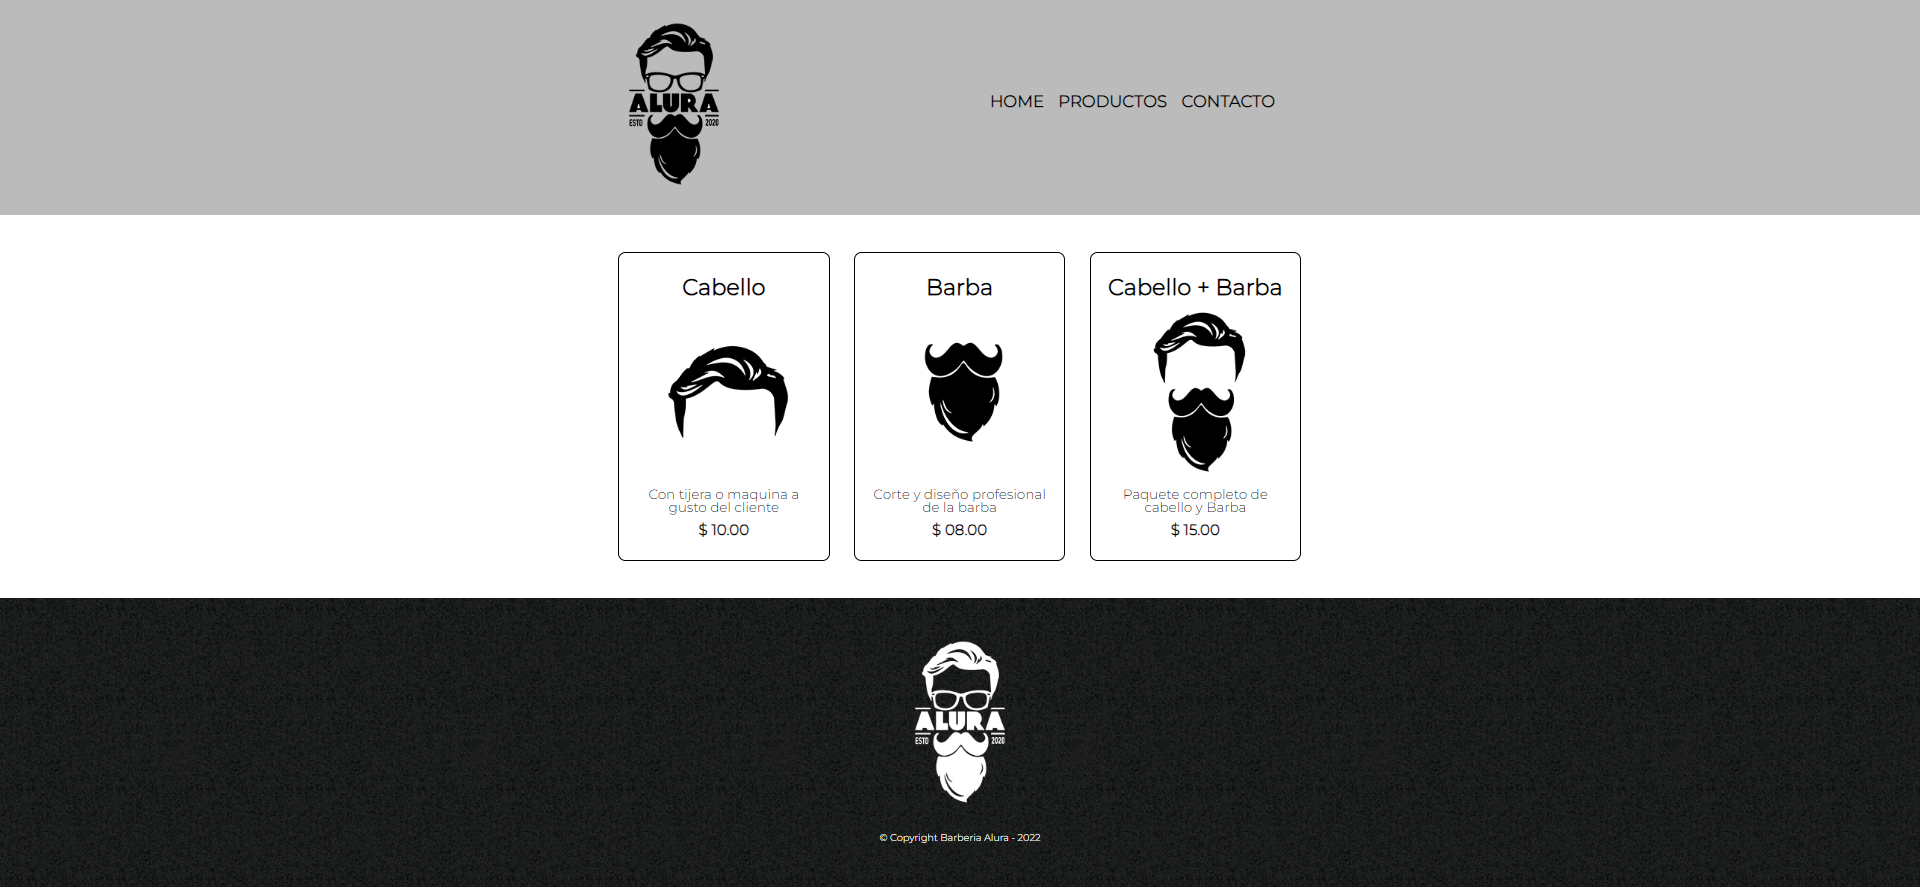 ALURA
ESTD 2020
HOME PRODUCTOS CONTACTO
Cabello
Con tijera o maquina a
gusto del cliente
$ 10.00
Barba
Corte y diseño profesional
de la barba
$ 08.00
Cabello + Barba
Paquete completo de
cabello y Barba
$ 15.00
ALURA
ESTD 2020
© Copyright Barberia Alura - 2022